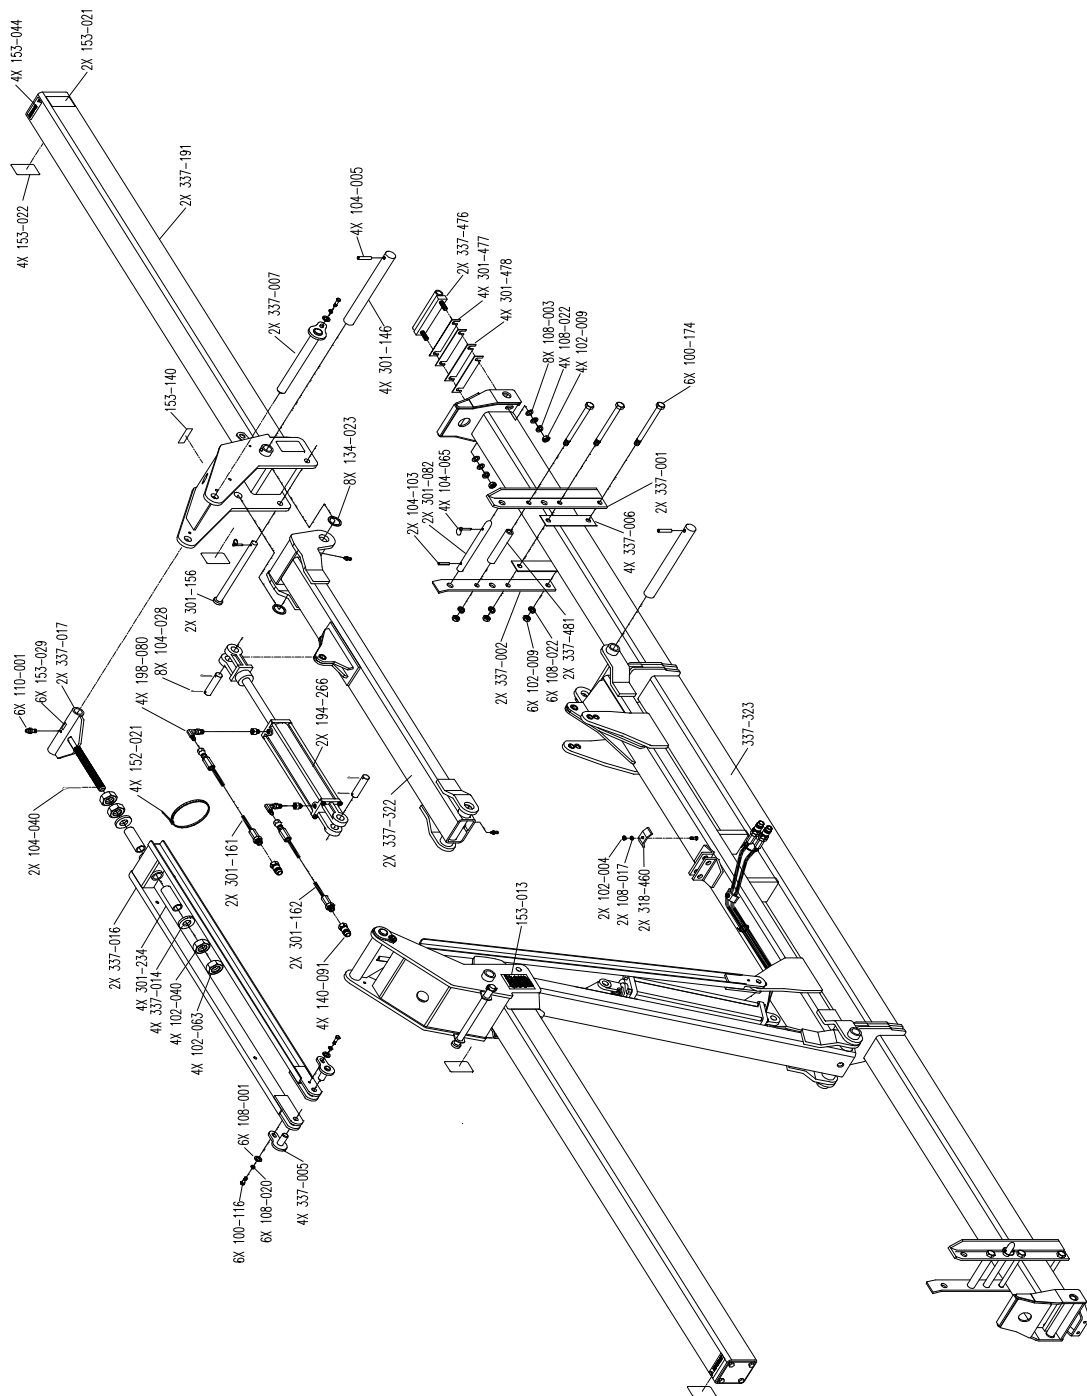 4X 153-044
2X 153-021
4X 153-022
2X 337-191
4X 104-005
2X 337-007
4X 301-146
153-140
8X 134-023
2X 337-476
4X 301-477
4X 301-478
8X 108-003
4X 108-022
4X 102-009
6X 100-174
2X 104-103
2X 301-082
4X 104-065
2X 337-001
4X 337-006
2X 301-156
6X 110-001
6X 153-029
2X 337-017
4X 198-080
8X 104-028
2X 194-266
2X 337-002
6X 102-009
6X 108-022
2X 337-481
4X 152-021
2X 104-040
2X 301-161
2X 337-322
337-323
2X 301-162
4X 140-091
2X 102-004
2X 108-017
2X 318-460
153-013
2X 337-016
4X 301-234
4X 337-014
4X 102-040
4X 102-063
6X 108-001
4X 337-005
6X 100-116
6X 108-020